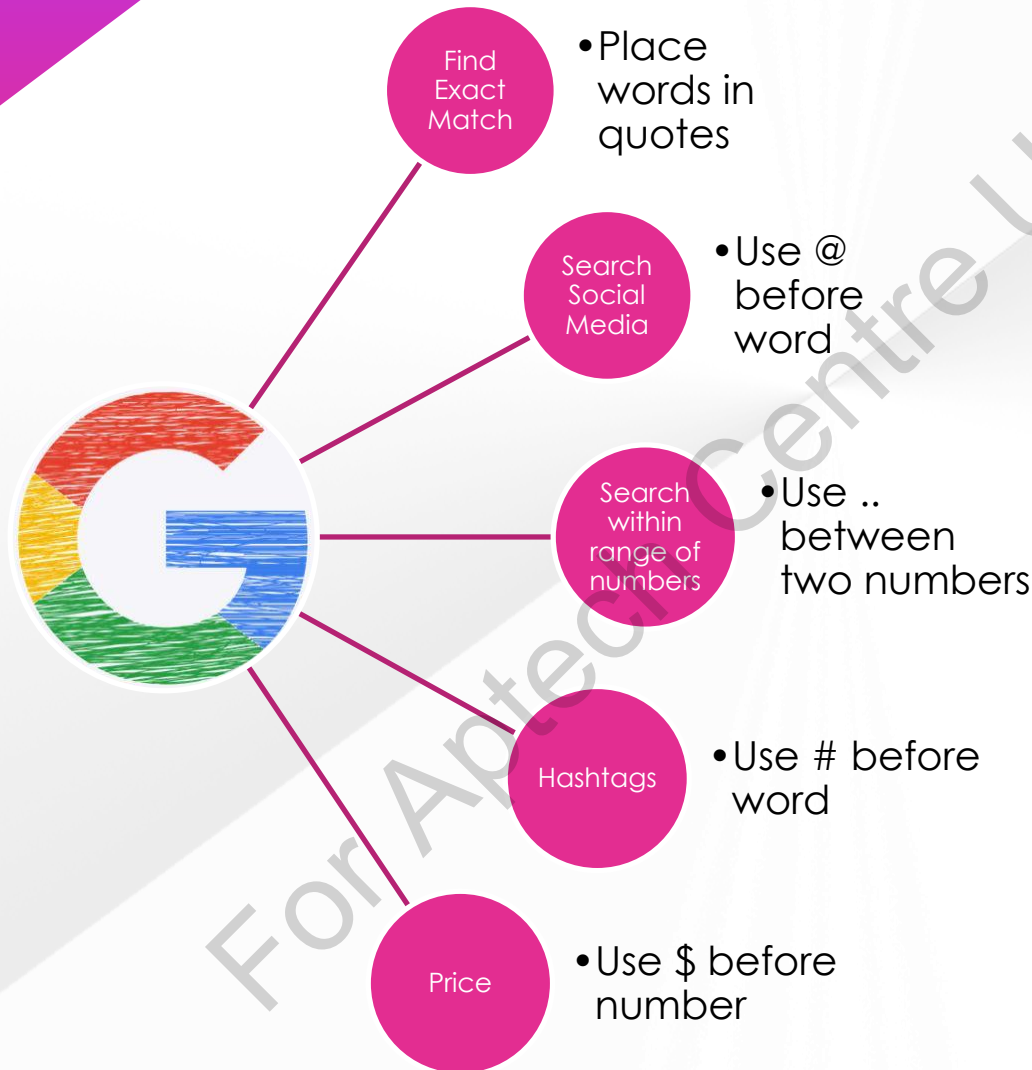 Find
Exact
Match
•Place
words in
quotes
Search
Social
Media
•Use @
before
word
Search
within
range of
numbers
•Use ..
between
two numbers
Hashtags
•Use # before
word
Price
•Use $ before
number
For Aptech Centre U